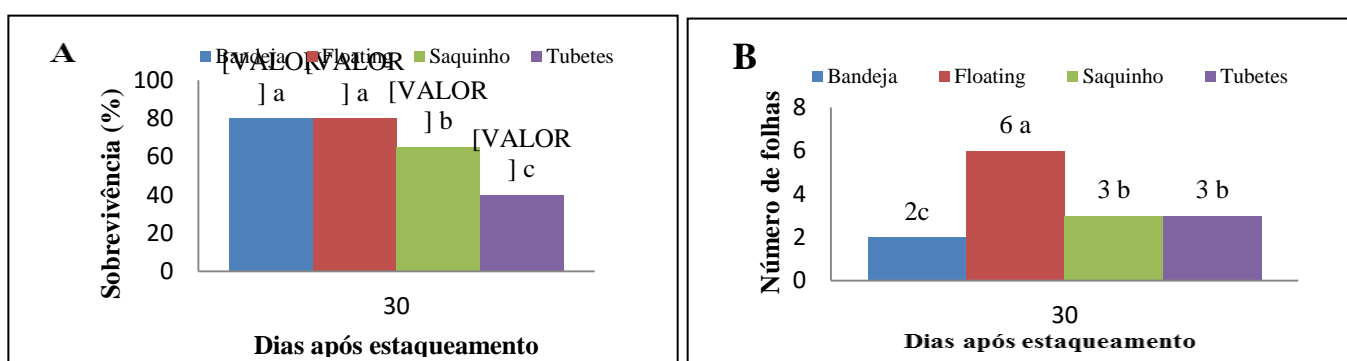 A
Bandeja Floating Saquinho Tubetes
[VALOR
] a
[VALOR
] a
[VALOR
] b
[VALOR
] c
Sobrevivência (%)
100
80
60
40
20
0
30
Dias após estaqueamento
B
Bandeja Floating Saquinho Tubetes
Número de folhas
8
6
4
2
0
2c
6 a
3 b
3 b
30
Dias após estaqueamento